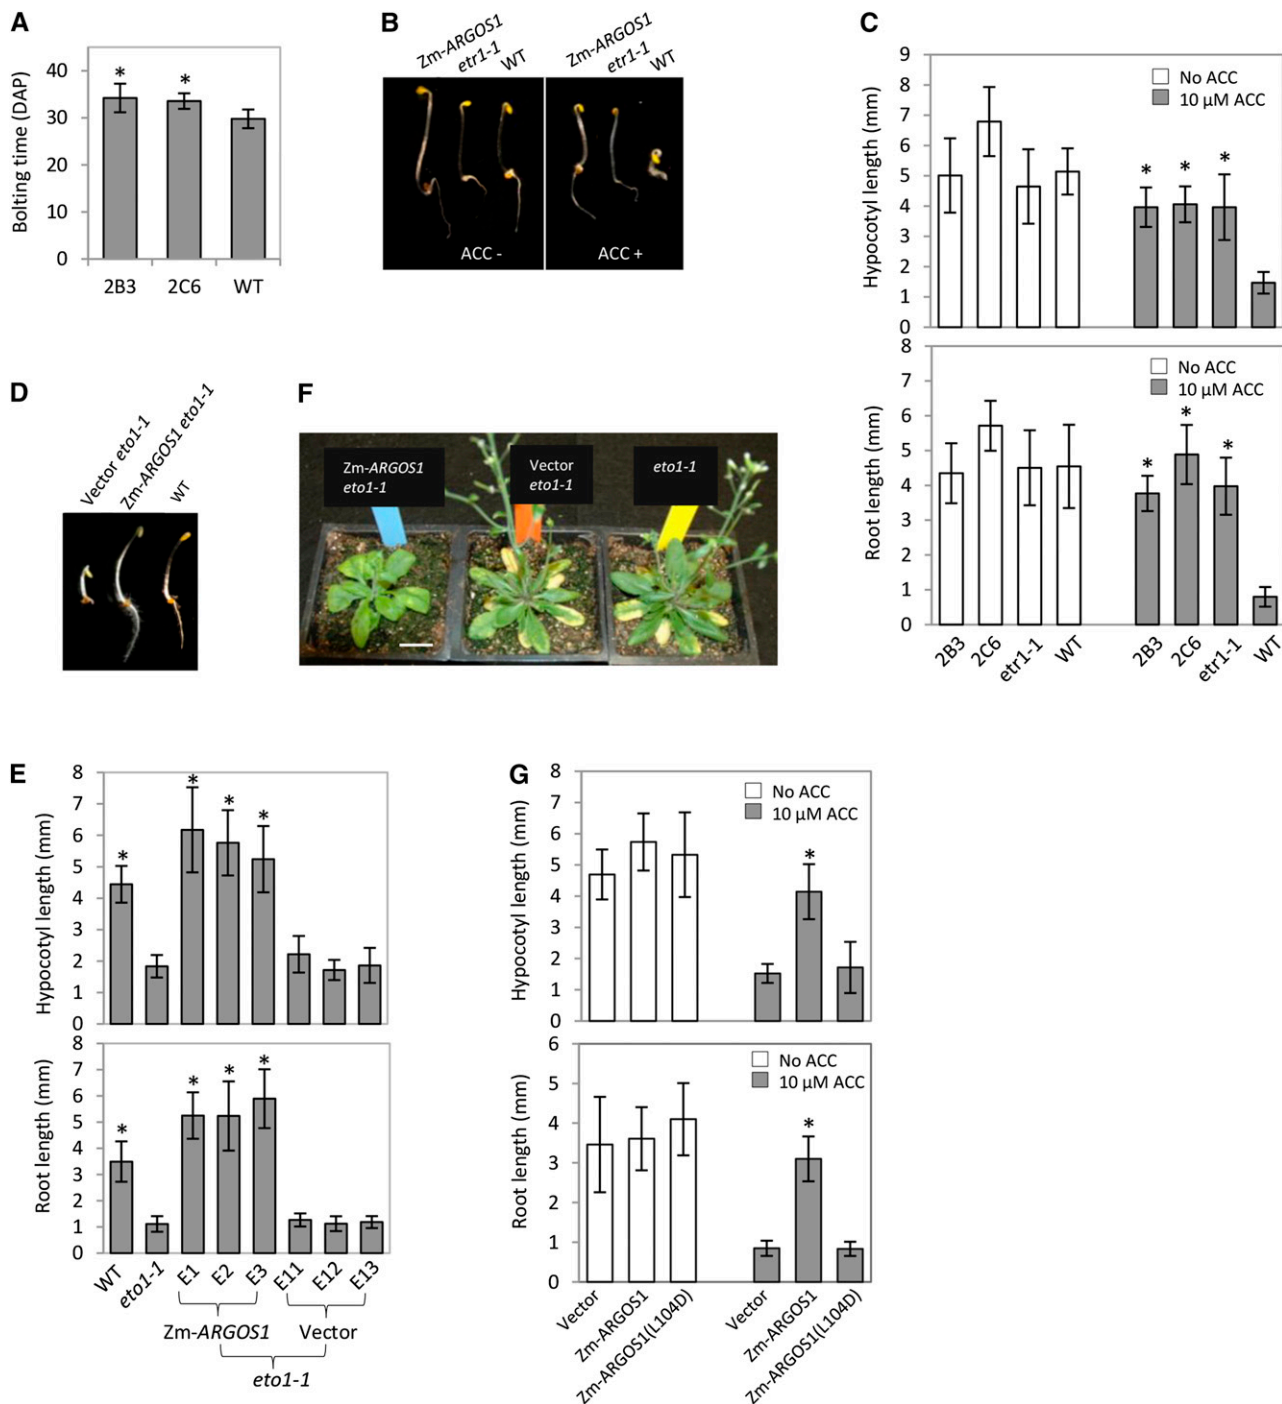 A
Bolting time (DAP)
40
30
20
10
0
*
*
2B3
2C6
WT
B
Zm-ARGOS1
etr1-1
WT
Zm-ARGOS1
etr1-1
WT
ACC -
ACC +
C
Hypocotyl length (mm)
9
8
7
6
5
4
3
2
1
0
No ACC
10 µM ACC
*
*
*
Root length (mm)
8
7
6
5
4
3
2
1
0
No ACC
10 µM ACC
*
*
*
2B3
2C6
etr1-1
WT
2B3
2C6
etr1-1
WT
D
Vector eto1-1
Zm-ARGOS1 eto1-1
WT
F
Zm-ARGOS1
eto1-1
Vector
eto1-1
eto1-1
E
Hypocotyl length (mm)
8
7
6
5
4
3
2
1
0
*
*
*
*
Root length (mm)
8
7
6
5
4
3
2
1
0
*
*
*
*
WT
eto1-1
E1
E2
E3
E11
E12
E13
Zm-ARGOS1
Vector
eto1-1
G
Hypocotyl length (mm)
8
7
6
5
4
3
2
1
0
No ACC
10 µM ACC
*
Root length (mm)
6
5
4
3
2
1
0
No ACC
10 µM ACC
*
Vector
Zm-ARGOS1
Zm-ARGOS1(L104D)
Vector
Zm-ARGOS1
Zm-ARGOS1(L104D)